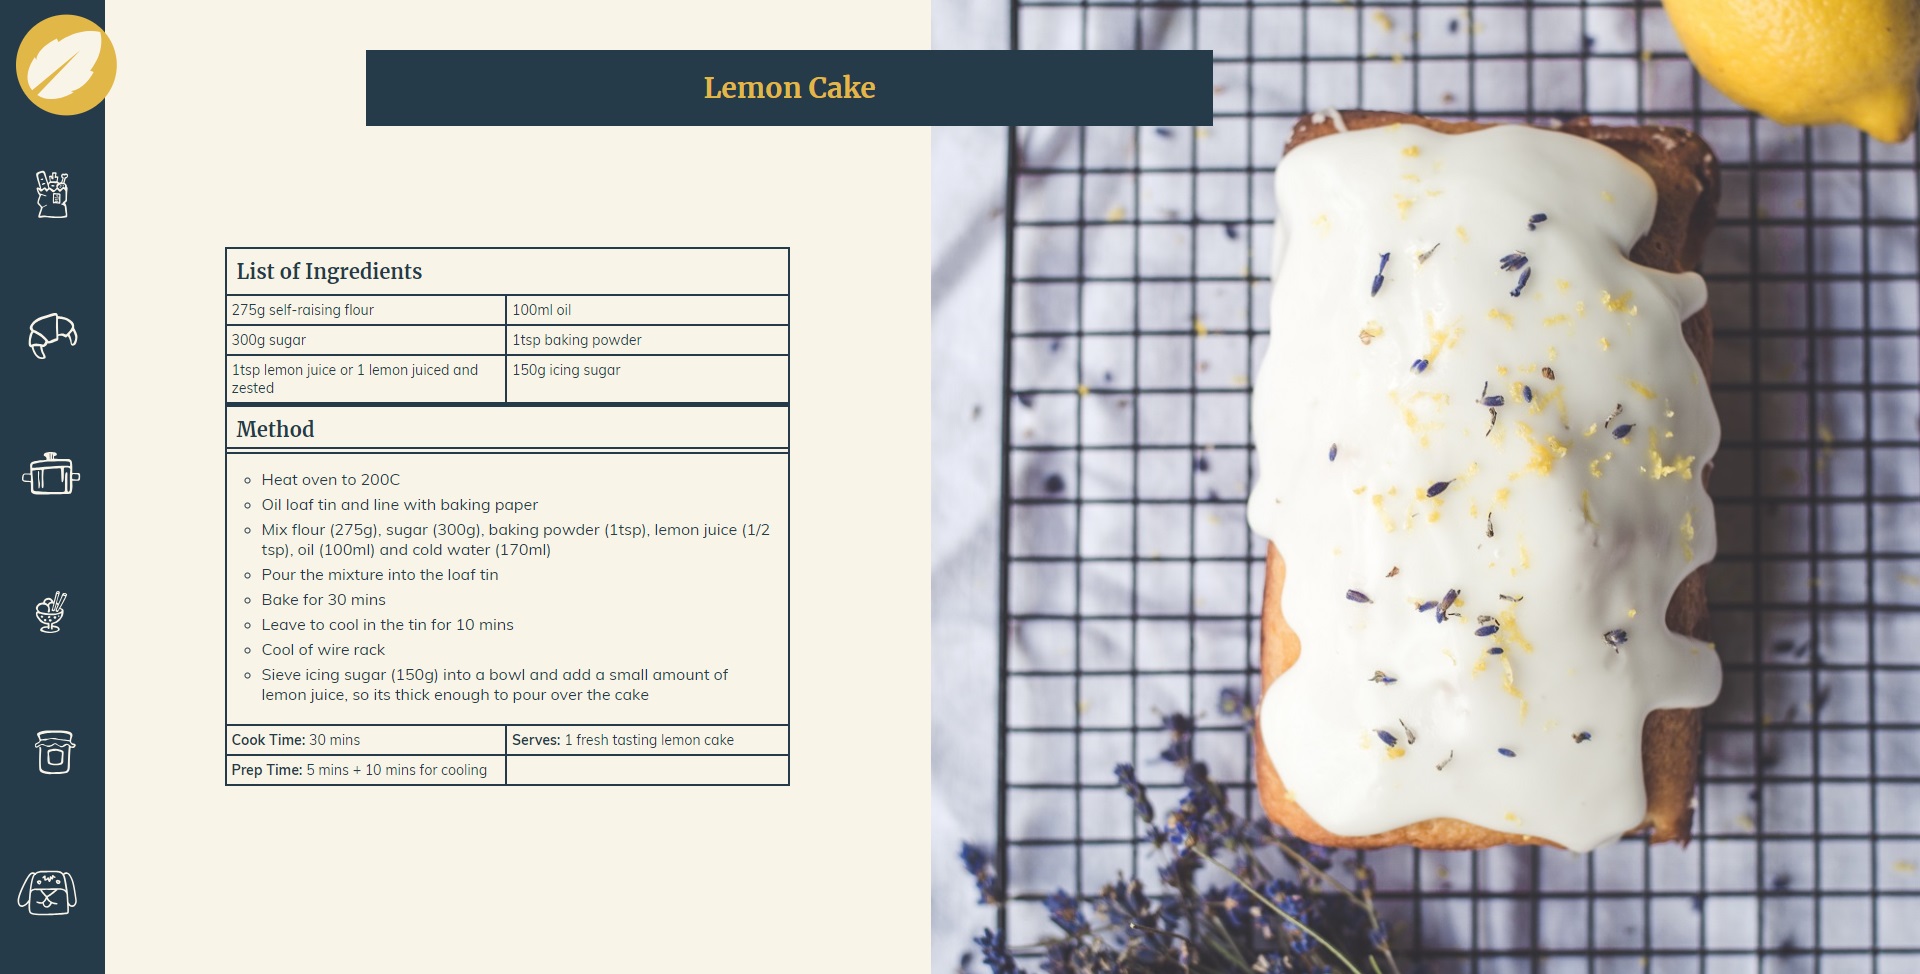 Lemon Cake
List of Ingredients
275g self-raising flour
100ml oil
300g sugar
1tsp baking powder
1tsp lemon juice or 1 lemon juiced and
zested
150g icing sugar
Method
Heat oven to 200C
Oil loaf tin and line with baking paper
Mix flour (275g), sugar (300g), baking powder (1tsp), lemon juice (1/2
tsp), oil (100ml) and cold water (170ml)
Pour the mixture into the loaf tin
Bake for 30 mins
Leave to cool in the tin for 10 mins
Cool of wire rack
Sieve icing sugar (150g) into a bowl and add a small amount of
lemon juice, so its thick enough to pour over the cake
Cook Time: 30 mins
Serves: 1 fresh tasting lemon cake
Prep Time: 5 mins + 10 mins for cooling